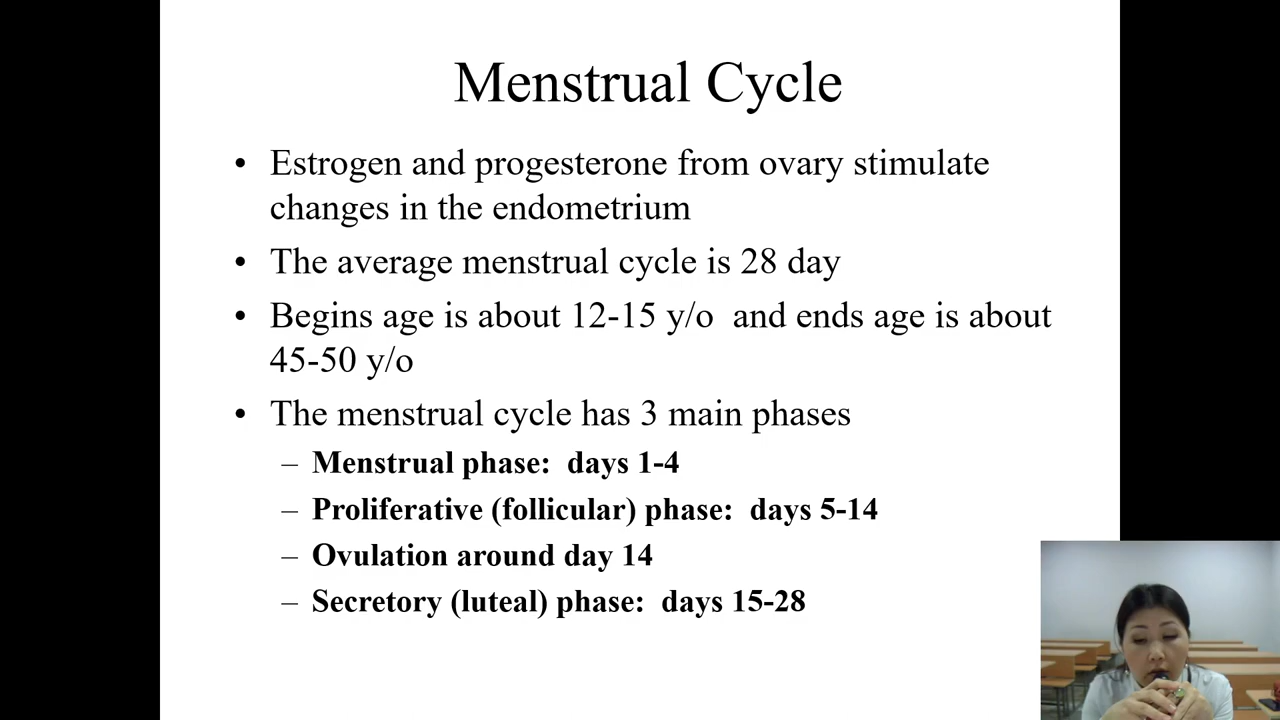 Menstrual Cycle
• Estrogen and progesterone from ovary stimulate
changes in the endometrium
• The average menstrual cycle is 28 day
• Begins age is about 12-15 y/o  and ends age is about
45-50 y/o
• The menstrual cycle has 3 main phases
– Menstrual phase:  days 1-4
– Proliferative (follicular) phase:  days 5-14
– Ovulation around day 14
– Secretory (luteal) phase:  days 15-28